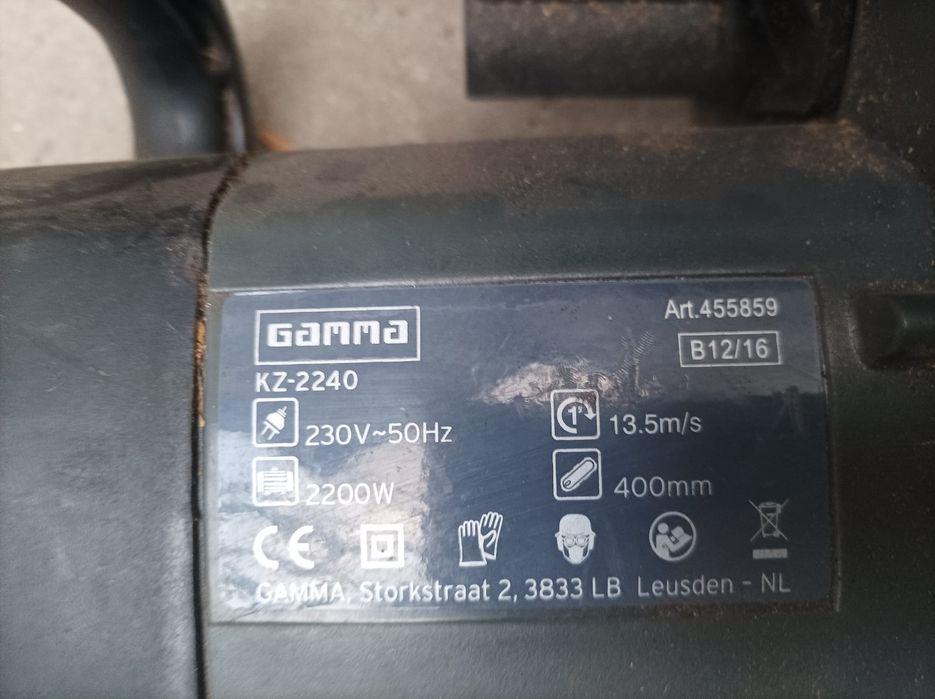 GAMMA
Art.455859
B12/16
KZ-2240
230V~50Hz
13.5m/s
2200W
400mm
CE
GAMMA, Storkstraat 2, 3833 LB Leusden - NL